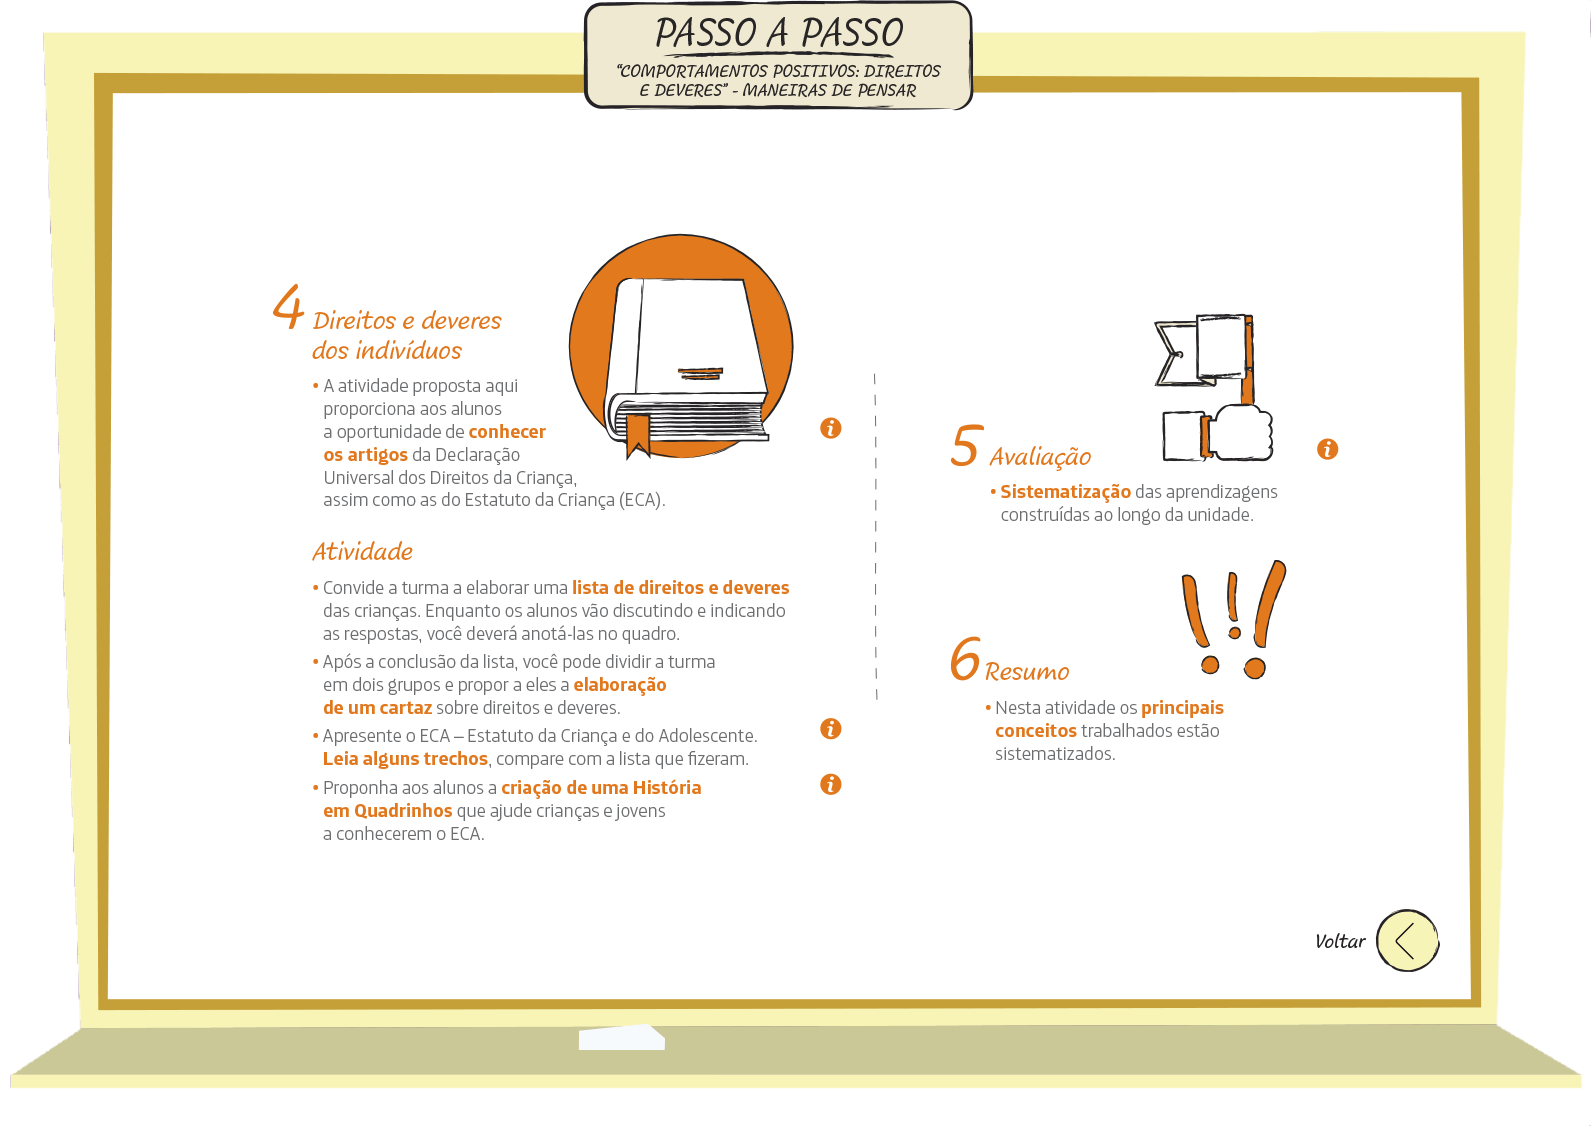 PASSO A PASSO
"COMPORTAMENTOS POSITIVOS: DIREITOS
E DEVERES" - MANEIRAS DE PENSAR
4 Direitos e deveres
dos indivíduos
• A atividade proposta aqui
proporciona aos alunos
a oportunidade de conhecer
os artigos da Declaração
Universal dos Direitos da Criança,
assim como as do Estatuto da Criança (ECA).
i
Atividade
• Convide a turma a elaborar uma lista de direitos e deveres
das crianças. Enquanto os alunos vão discutindo e indicando
as respostas, você deverá anotá-las no quadro.
• Após a conclusão da lista, você pode dividir a turma
em dois grupos e propor a eles a elaboração
de um cartaz sobre direitos e deveres.
• Apresente o ECA – Estatuto da Criança e do Adolescente.
Leia alguns trechos, compare com a lista que fizeram.
i
• Proponha aos alunos a criação de uma História
em Quadrinhos que ajude crianças e jovens
a conhecerem o ECA.
i
5 Avaliação
i
• Sistematização das aprendizagens
construídas ao longo da unidade.
6 Resumo
• Nesta atividade os principais
conceitos trabalhados estão
sistematizados.
Voltar